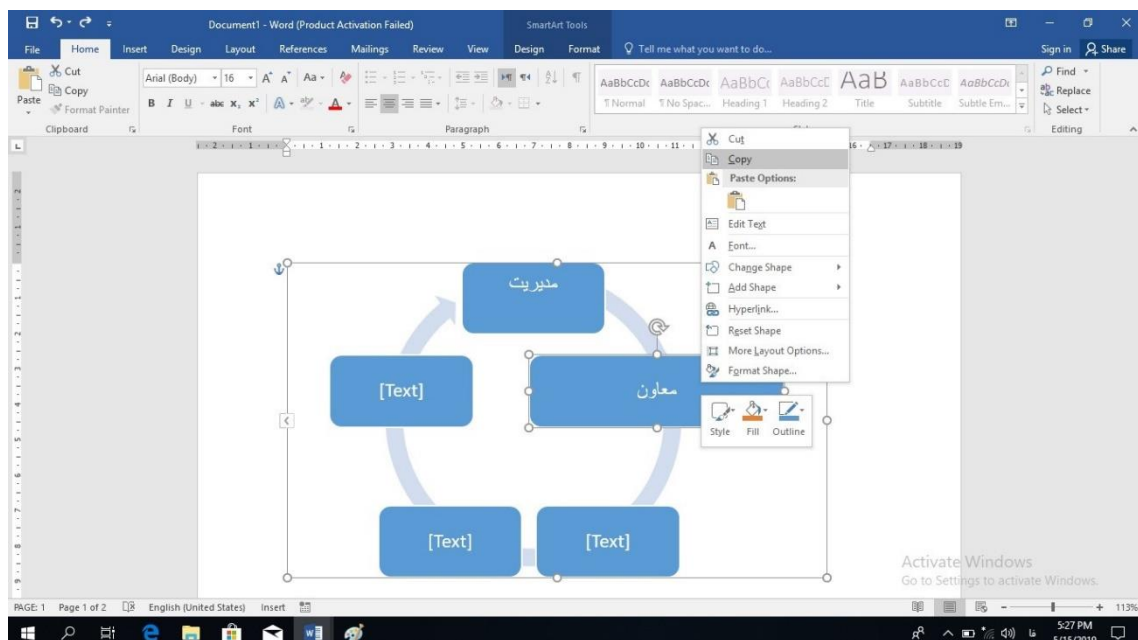 Document1 - Word (Product Activation Failed)
SmartArt Tools
File Home Insert Design Layout References Mailings Review View Design Format Tell me what you want to do... Sign in Share
Paste
Cut
Copy
Format Painter
Clipboard
Arial (Body) 16
Font
Paragraph
AaBbCcDc AaBbCcDc AaBbCc AaBbCcC AaB AaBbCcC AaBbCcDc
¶ Normal ¶ No Spac... Heading 1 Heading 2 Title Subtitle Subtle Em...
Find
Replace
Select
Editing
Cut
Copy
Paste Options:
Edit Text
Font...
Change Shape
Add Shape
Hyperlink...
Reset Shape
More Layout Options...
Format Shape...
Style Fill Outline
مدیریت
معاون
[Text]
[Text]
[Text]
Activate Windows
Go to Settings to activate Windows.
PAGE: 1 Page 1 of 2 English (United States) Insert 113%
5:27 PM
5/15/2019